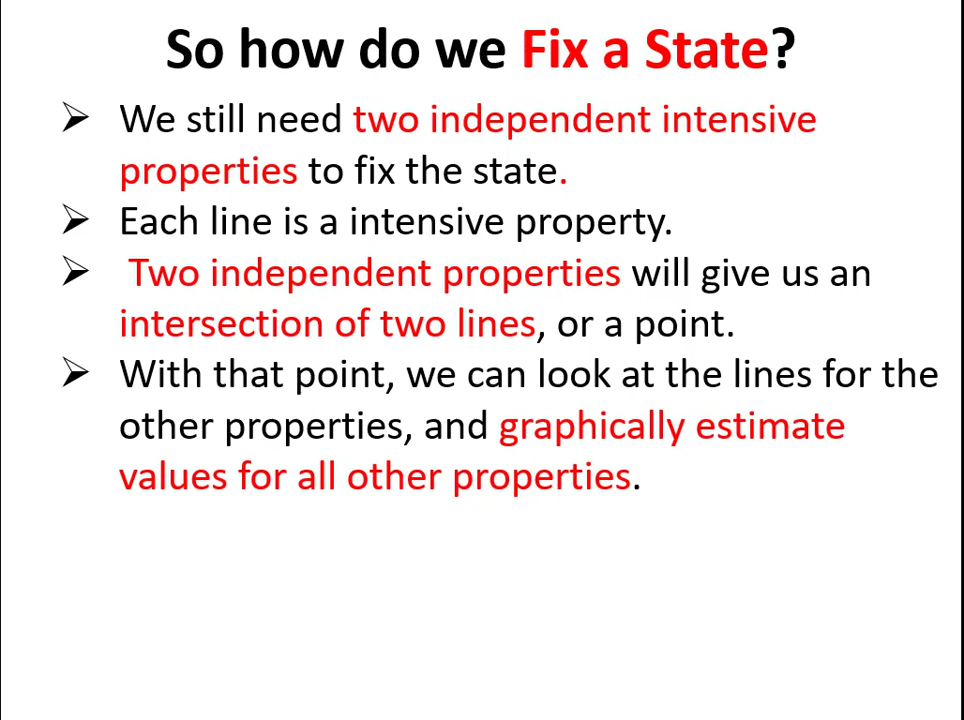 So how do we Fix a State?
➢ We still need two independent intensive
properties to fix the state.
➢ Each line is a intensive property.
➢ Two independent properties will give us an
intersection of two lines, or a point.
➢ With that point, we can look at the lines for the
other properties, and graphically estimate
values for all other properties.